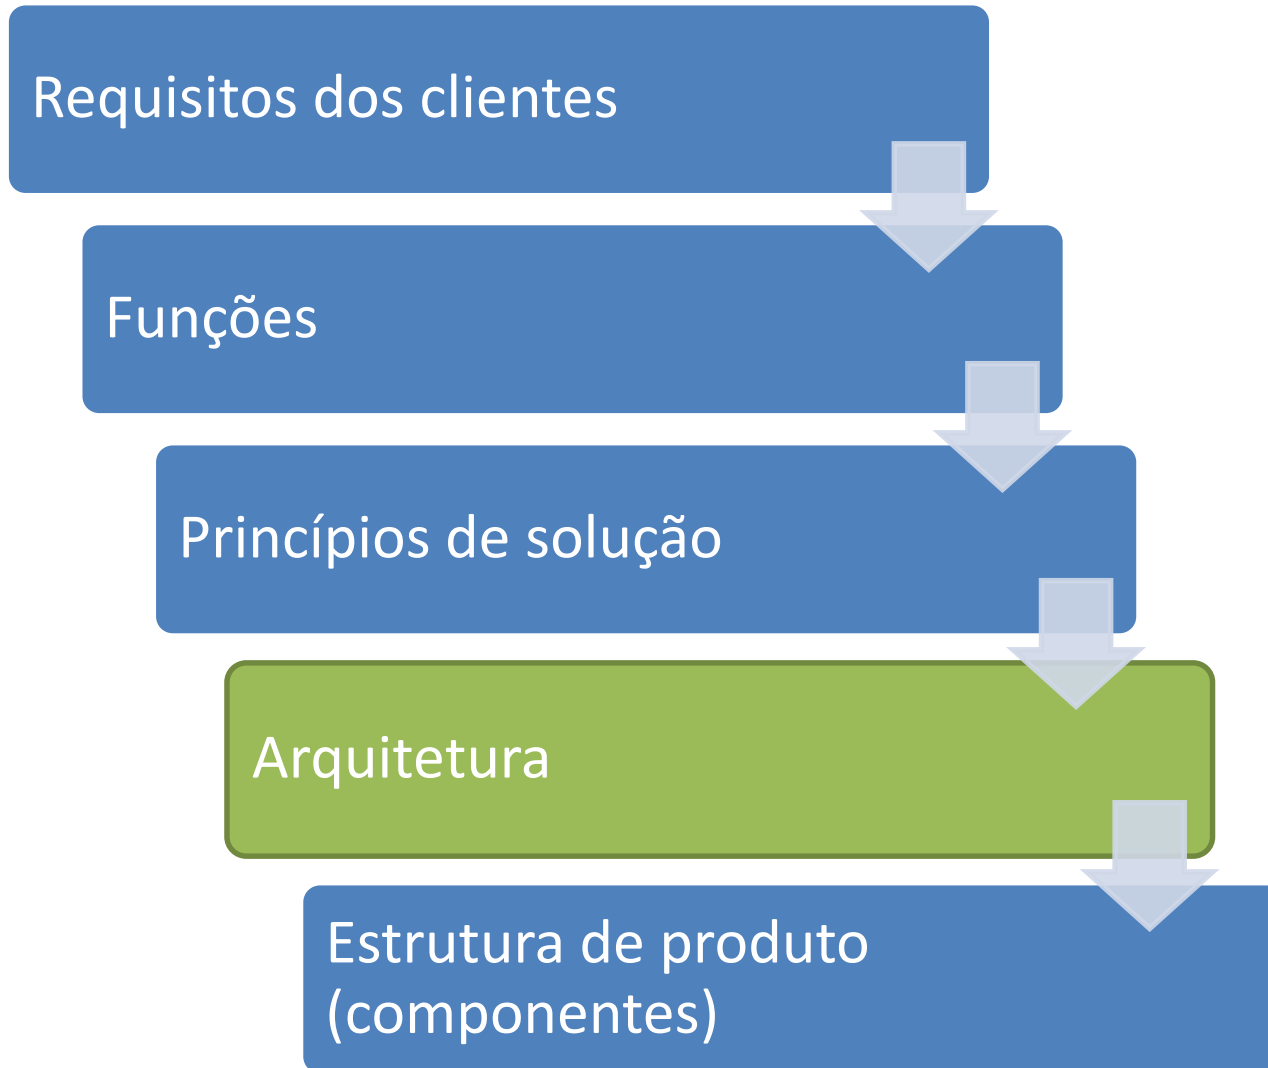 Requisitos dos clientes
Funções
Princípios de solução
Arquitetura
Estrutura de produto
(componentes)